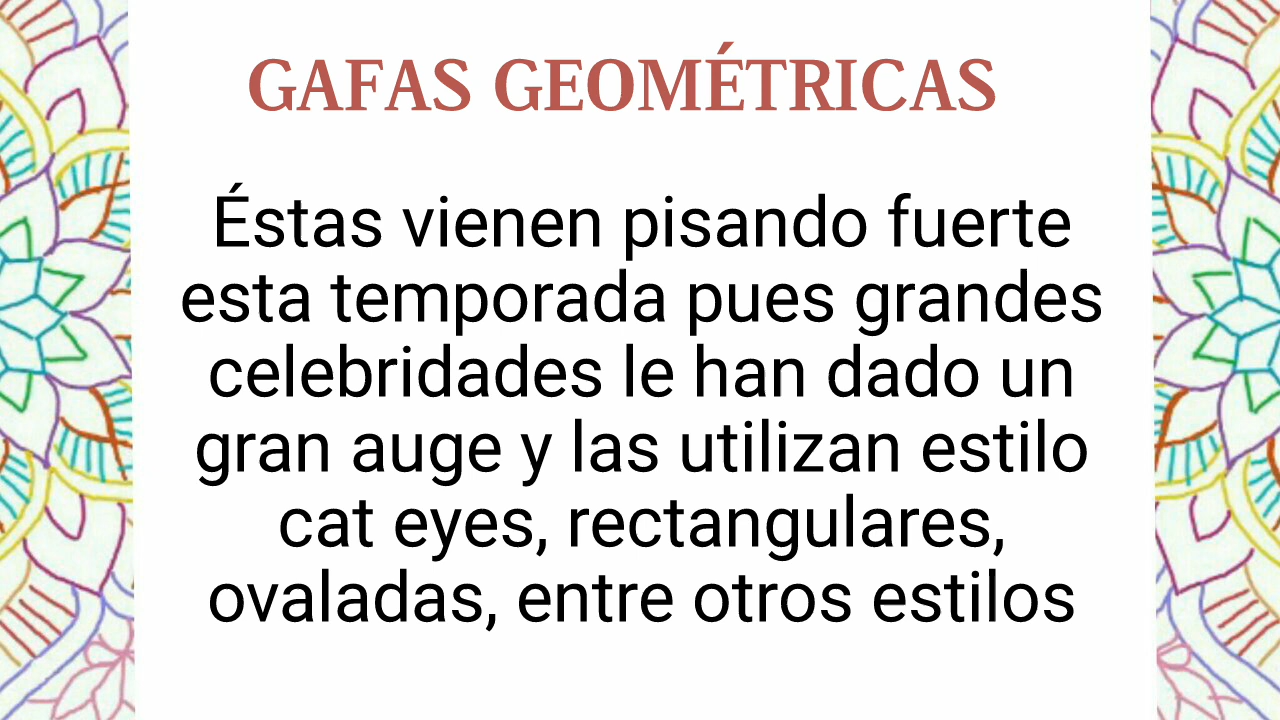 GAFAS GEOMÉTRICAS
Éstas vienen pisando fuerte
esta temporada pues grandes
celebridades le han dado un
gran auge y las utilizan estilo
cat eyes, rectangulares,
ovaladas, entre otros estilos